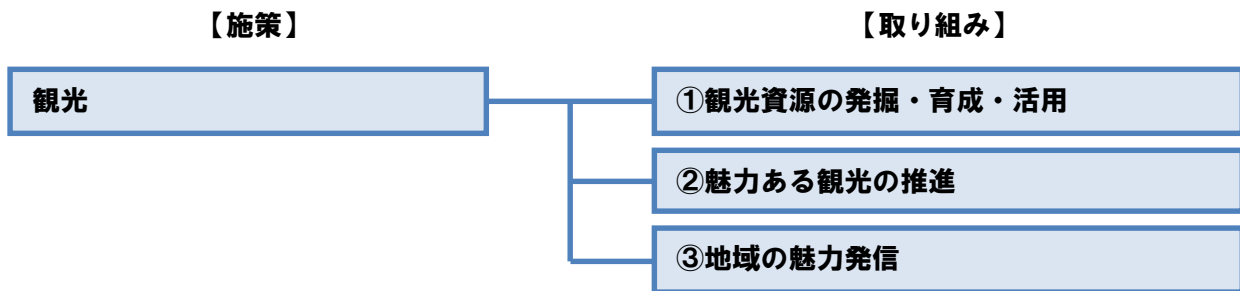 【施策】
【取り組み】
観光
①観光資源の発掘・育成・活用
②魅力ある観光の推進
③地域の魅力発信